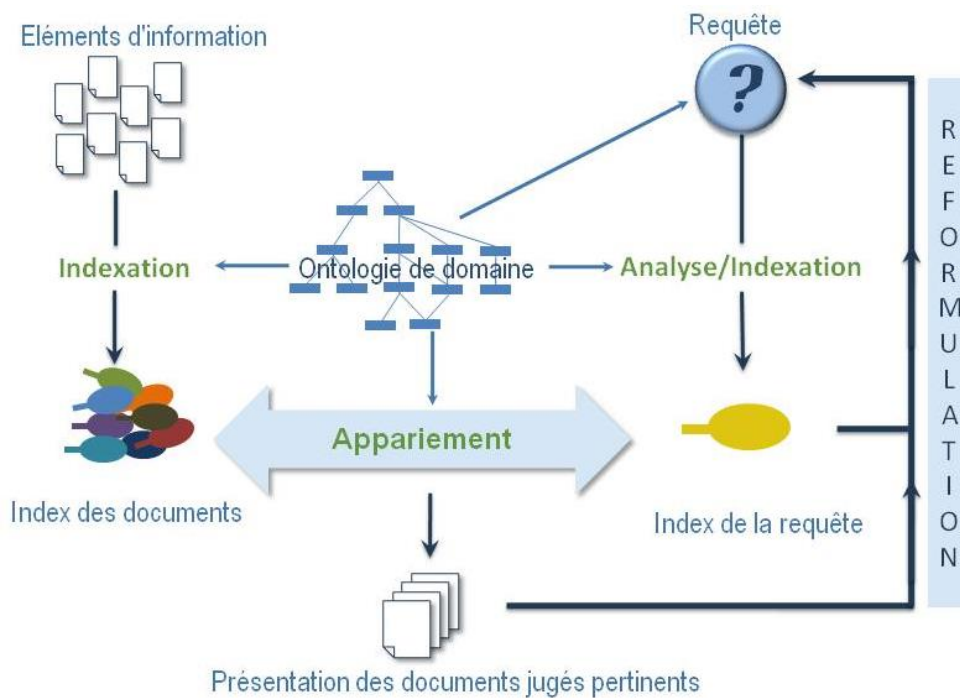 Eléments d'information
Requête
?
Indexation
Ontologie de domaine
Analyse/Indexation
Appariement
Index des documents
Index de la requête
Présentation des documents jugés pertinents
REFORMULATION